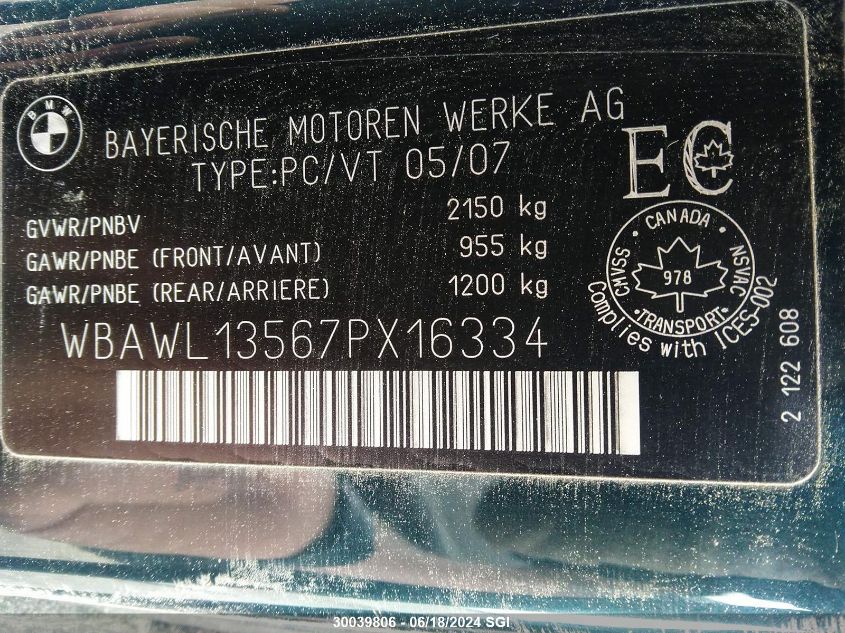 BMW
BAYERISCHE MOTOREN WERKE AG
TYPE:PC/VT 05/07
EC
GVWR/PNBV 2150 kg
GAWR/PNBE (FRONT/AVANT) 955 kg
GAWR/PNBE (REAR/ARRIERE) 1200 kg
WBAWL13567PX16334
• CANADA •
CMVSS
NSVAC
978
• TRANSPORT •
Complies with ICES-002
2 122 608
30039806 - 06/18/2024 SGI